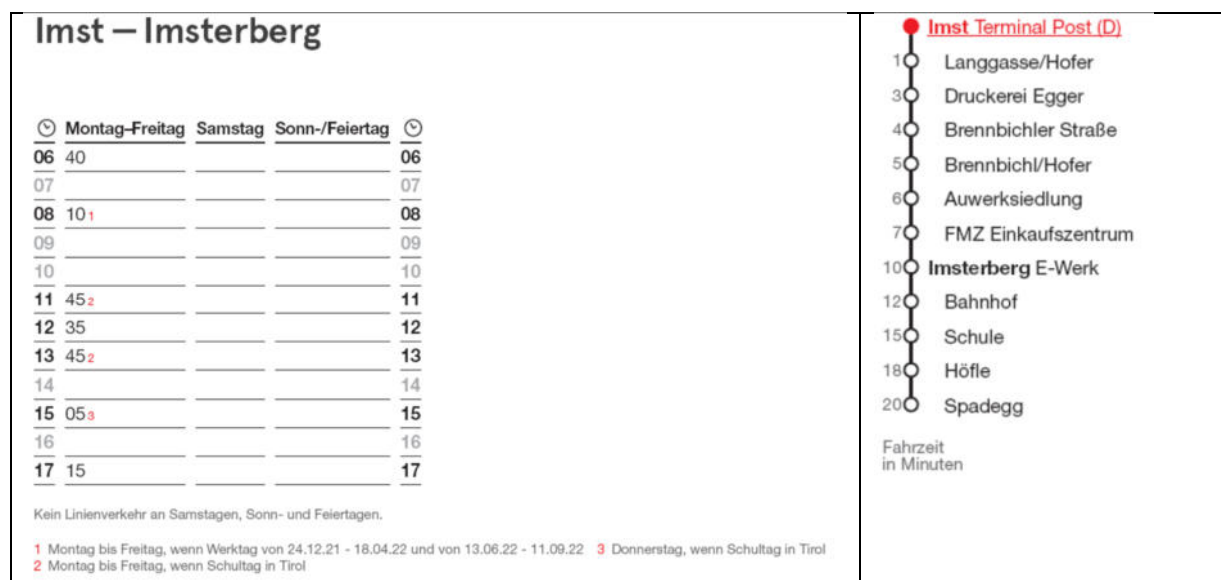 Imst – Imsterberg
Montag–Freitag Samstag Sonn-/Feiertag
06 40 06
07 07
08 10 1 08
09 09
10 10
11 45 2 11
12 35 12
13 45 2 13
14 14
15 05 3 15
16 16
17 15 17
Kein Linienverkehr an Samstagen, Sonn- und Feiertagen.
1 Montag bis Freitag, wenn Werktag von 24.12.21 - 18.04.22 und von 13.06.22 - 11.09.22 3 Donnerstag, wenn Schultag in Tirol
2 Montag bis Freitag, wenn Schultag in Tirol
Imst Terminal Post (D)
1 Langgasse/Hofer
3 Druckerei Egger
4 Brennbichler Straße
5 Brennbichl/Hofer
6 Auwerksiedlung
7 FMZ Einkaufszentrum
10 Imsterberg E-Werk
12 Bahnhof
15 Schule
18 Höfle
20 Spadegg
Fahrzeit
in Minuten